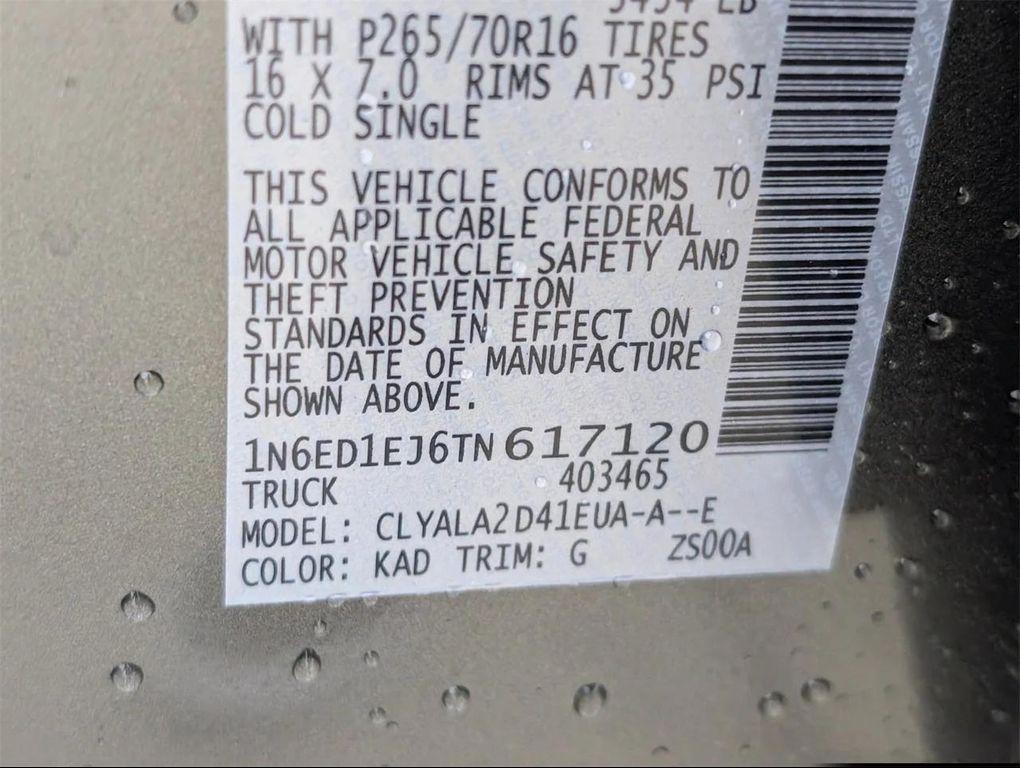 WITH P265/70R16 TIRES
16 X 7.0 RIMS AT 35 PSI
COLD SINGLE
THIS VEHICLE CONFORMS TO
ALL APPLICABLE FEDERAL
MOTOR VEHICLE SAFETY AND
THEFT PREVENTION
STANDARDS IN EFFECT ON
THE DATE OF MANUFACTURE
SHOWN ABOVE.
1N6ED1EJ6TN617120
TRUCK 403465
MODEL: CLYALA2D41EUA-A--E
COLOR: KAD TRIM: G ZS00A